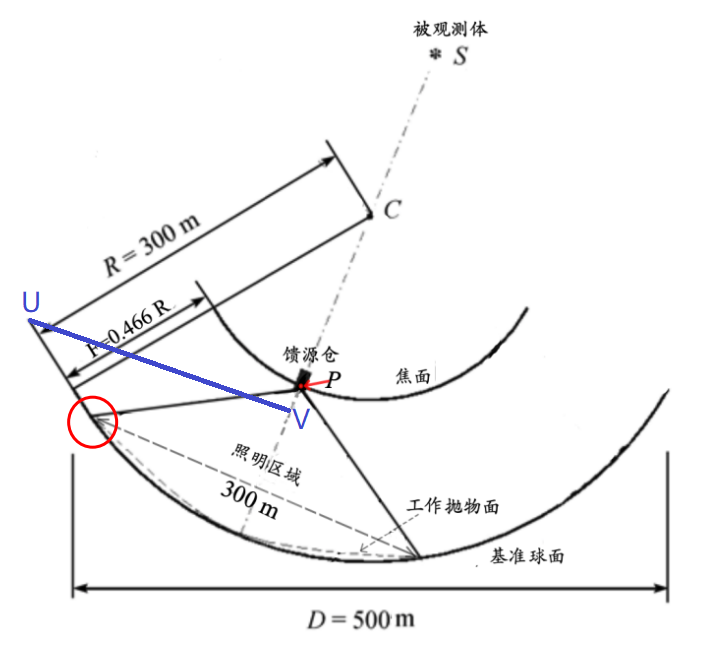 被观测体
* S
C
R = 300 m
U
F=0.466 R
馈源仓
P
焦面
V
照明区域
300 m
工作抛物面
基准球面
D = 500 m